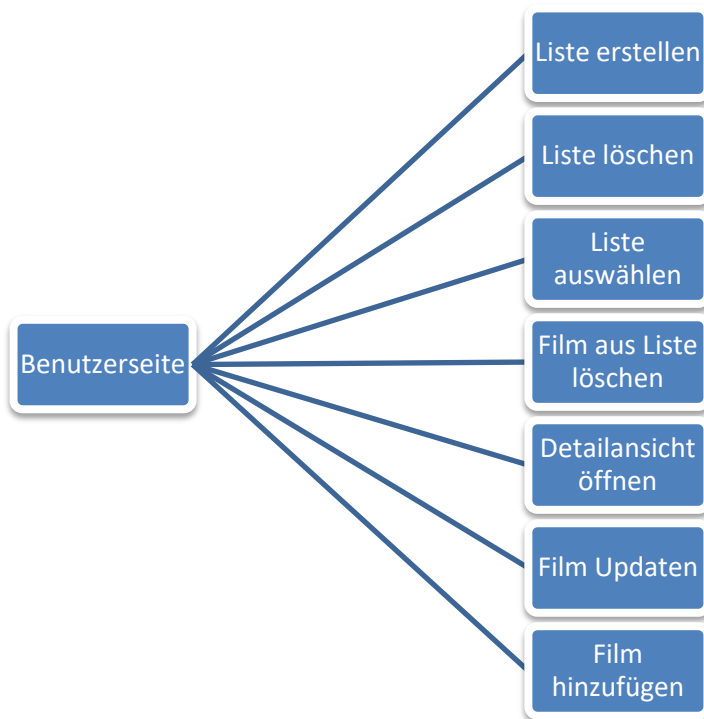 Liste erstellen
Liste löschen
Liste
auswählen
Benutzerseite
Film aus Liste
löschen
Detailansicht
öffnen
Film Updaten
Film
hinzufügen